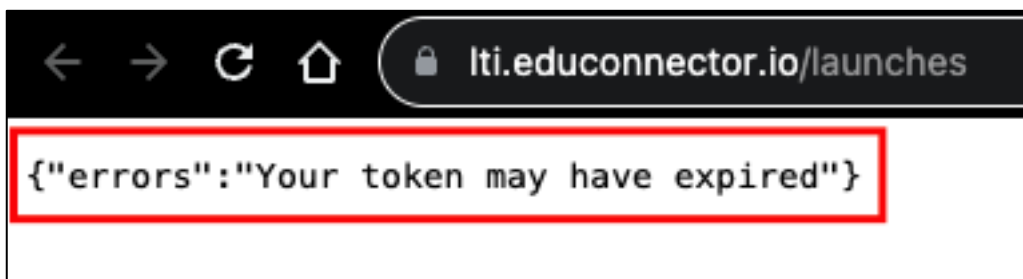 lti.educonnector.io/launches
{"errors":"Your token may have expired"}